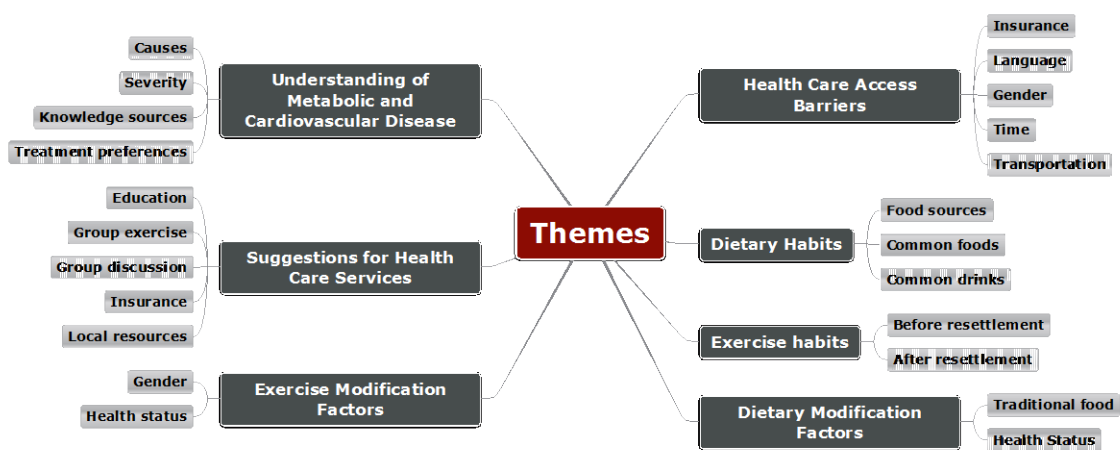 Themes
Understanding of
Metabolic and
Cardiovascular Disease
Causes
Severity
Knowledge sources
Treatment preferences
Suggestions for Health
Care Services
Education
Group exercise
Group discussion
Insurance
Local resources
Exercise Modification
Factors
Gender
Health status
Health Care Access
Barriers
Insurance
Language
Gender
Time
Transportation
Dietary Habits
Food sources
Common foods
Common drinks
Exercise habits
Before resettlement
After resettlement
Dietary Modification
Factors
Traditional food
Health Status